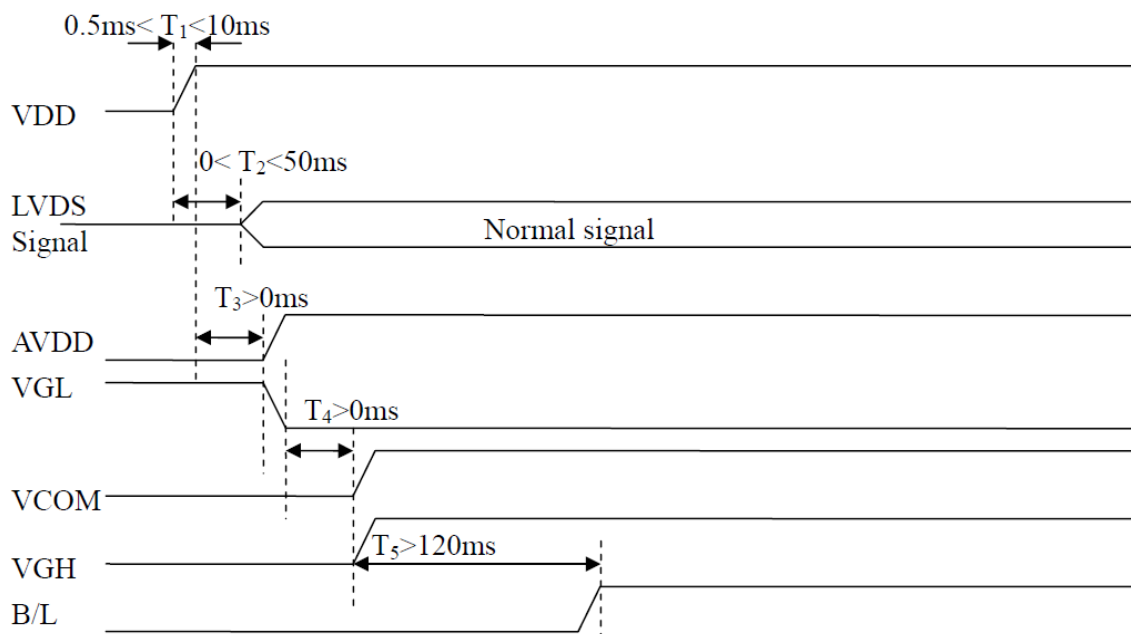 0.5ms< T₁<10ms
VDD
0< T₂<50ms
LVDS
Signal
Normal signal
T₃>0ms
AVDD
VGL
T₄>0ms
VCOM
T₅>120ms
VGH
B/L